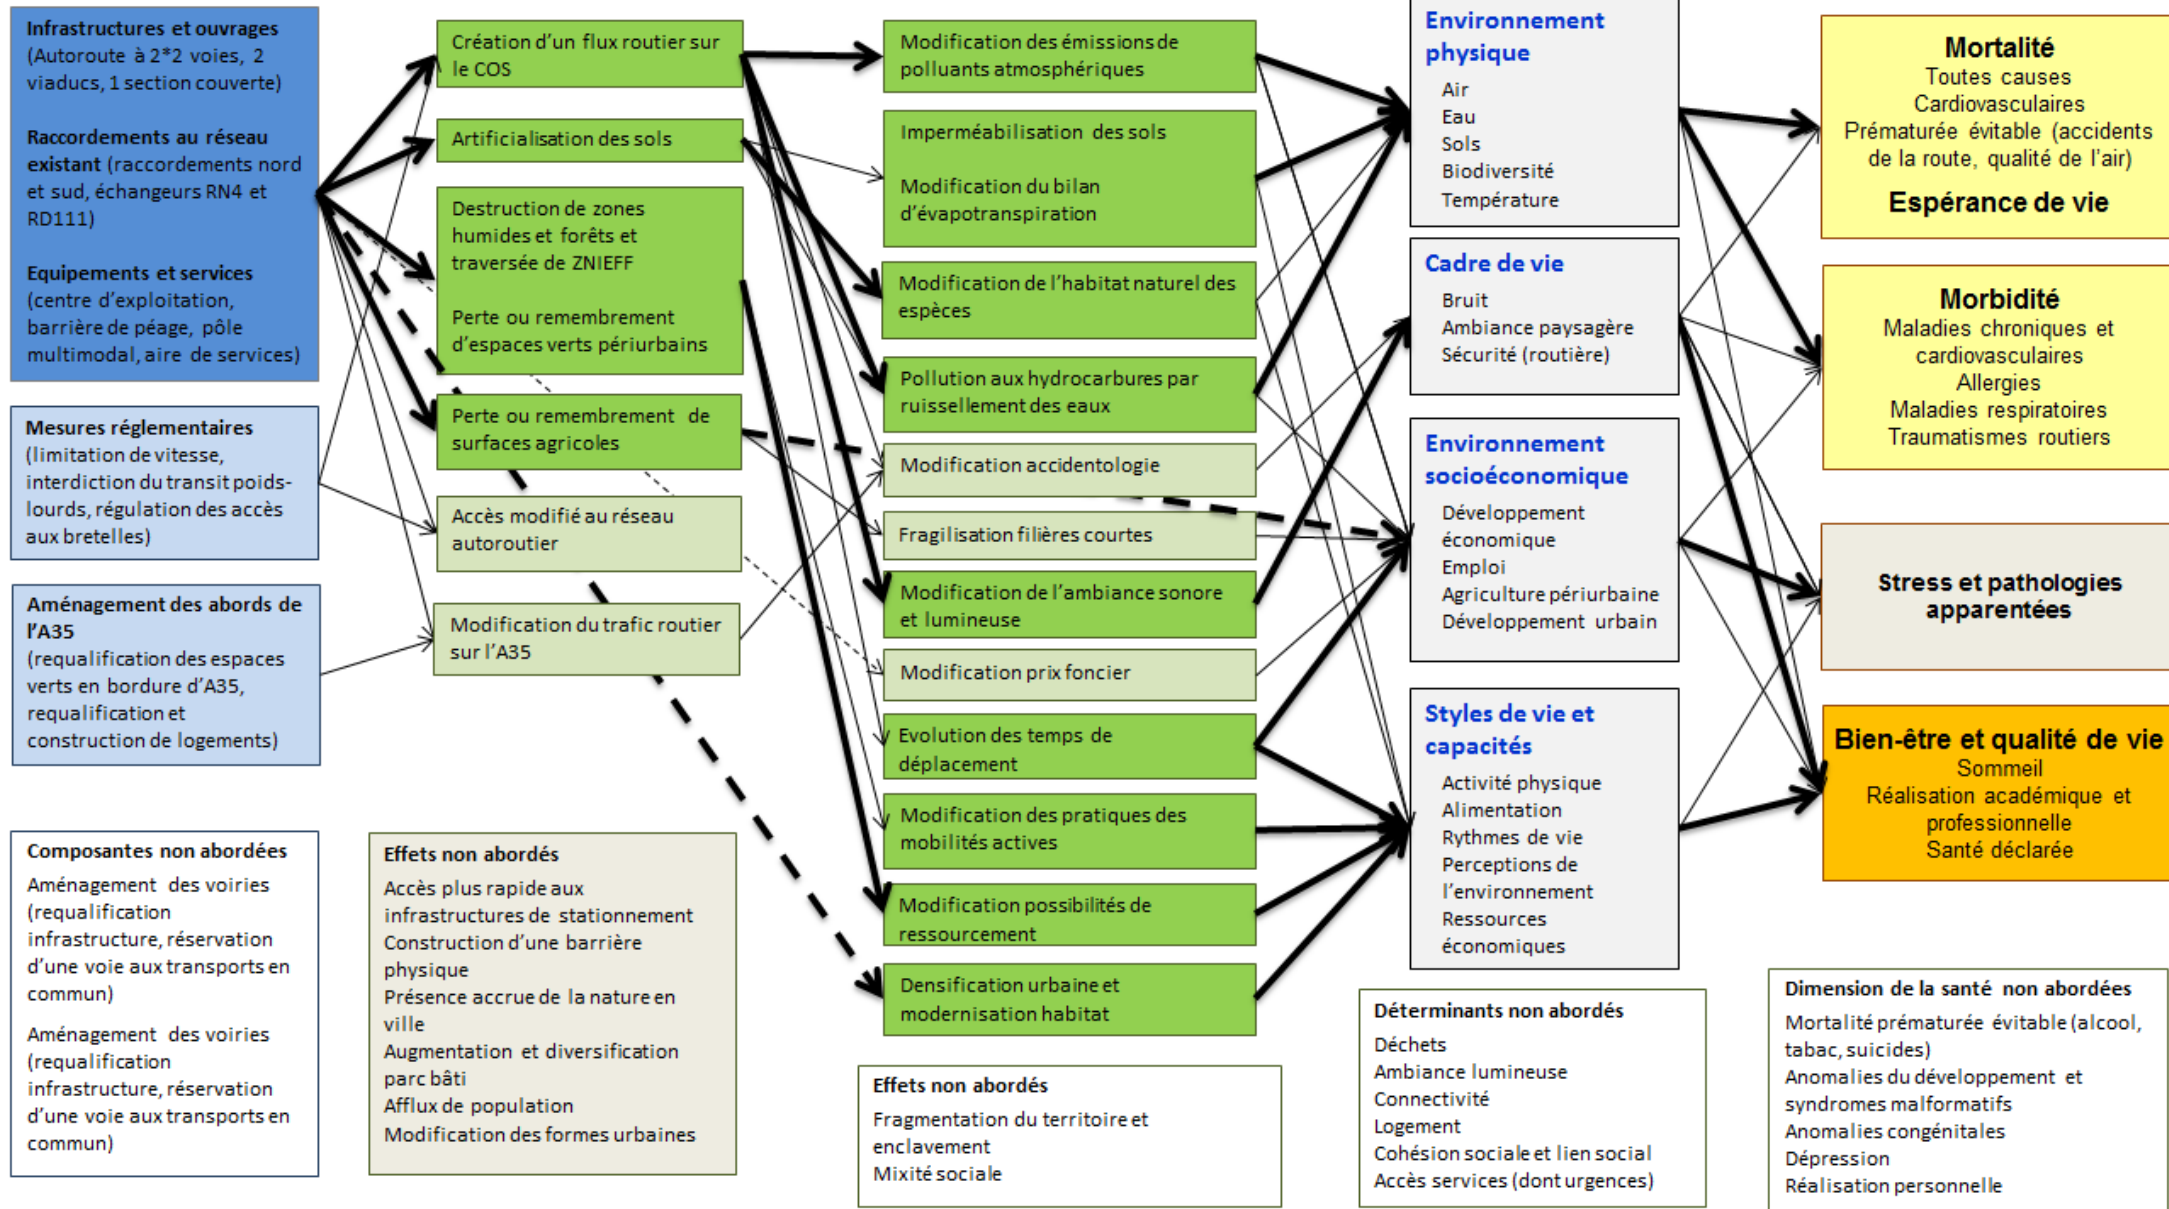 Infrastructures et ouvrages
(Autoroute à 2*2 voies, 2
viaducs, 1 section couverte)
Raccordements au réseau
existant (raccordements nord
et sud, échangeurs RN4 et
RD111)
Equipements et services
(centre d'exploitation,
barrière de péage, pôle
multimodal, aire de services)
Mesures réglementaires
(limitation de vitesse,
interdiction du transit poids-
lourds, régulation des accès
aux bretelles)
Aménagement des abords de
l'A35
(requalification des espaces
verts en bordure d'A35,
requalification et
construction de logements)
Composantes non abordées
Aménagement des voiries
(requalification
infrastructure, réservation
d'une voie aux transports en
commun)
Aménagement des voiries
(requalification
infrastructure, réservation
d'une voie aux transports en
commun)
Création d'un flux routier sur
le COS
Artificialisation des sols
Destruction de zones
humides et forêts et
traversée de ZNIEFF
Perte ou remembrement
d'espaces verts périurbains
Perte ou remembrement de
surfaces agricoles
Accès modifié au réseau
autoroutier
Modification du trafic routier
sur l'A35
Effets non abordés
Accès plus rapide aux
infrastructures de stationnement
Construction d'une barrière
physique
Présence accrue de la nature en
ville
Augmentation et diversification
parc bâti
Afflux de population
Modification des formes urbaines
Modification des émissions de
polluants atmosphériques
Imperméabilisation des sols
Modification du bilan
d'évapotranspiration
Modification de l'habitat naturel des
espèces
Pollution aux hydrocarbures par
ruissellement des eaux
Modification accidentologie
Fragilisation filières courtes
Modification de l'ambiance sonore
et lumineuse
Modification prix foncier
Evolution des temps de
déplacement
Modification des pratiques des
mobilités actives
Modification possibilités de
ressourcement
Densification urbaine et
modernisation habitat
Effets non abordés
Fragmentation du territoire et
enclavement
Mixité sociale
Environnement
physique
Air
Eau
Sols
Biodiversité
Température
Cadre de vie
Bruit
Ambiance paysagère
Sécurité (routière)
Environnement
socioéconomique
Développement
économique
Emploi
Agriculture périurbaine
Développement urbain
Styles de vie et
capacités
Activité physique
Alimentation
Rythmes de vie
Perceptions de
l'environnement
Ressources
économiques
Déterminants non abordés
Déchets
Ambiance lumineuse
Connectivité
Logement
Cohésion sociale et lien social
Accès services (dont urgences)
Mortalité
Toutes causes
Cardiovasculaires
Prématurée évitable (accidents
de la route, qualité de l'air)
Espérance de vie
Morbidité
Maladies chroniques et
cardiovasculaires
Allergies
Maladies respiratoires
Traumatismes routiers
Stress et pathologies
apparentées
Bien-être et qualité de vie
Sommeil
Réalisation académique et
professionnelle
Santé déclarée
Dimension de la santé non abordées
Mortalité prématurée évitable (alcool,
tabac, suicides)
Anomalies du développement et
syndromes malformatifs
Anomalies congénitales
Dépression
Réalisation personnelle